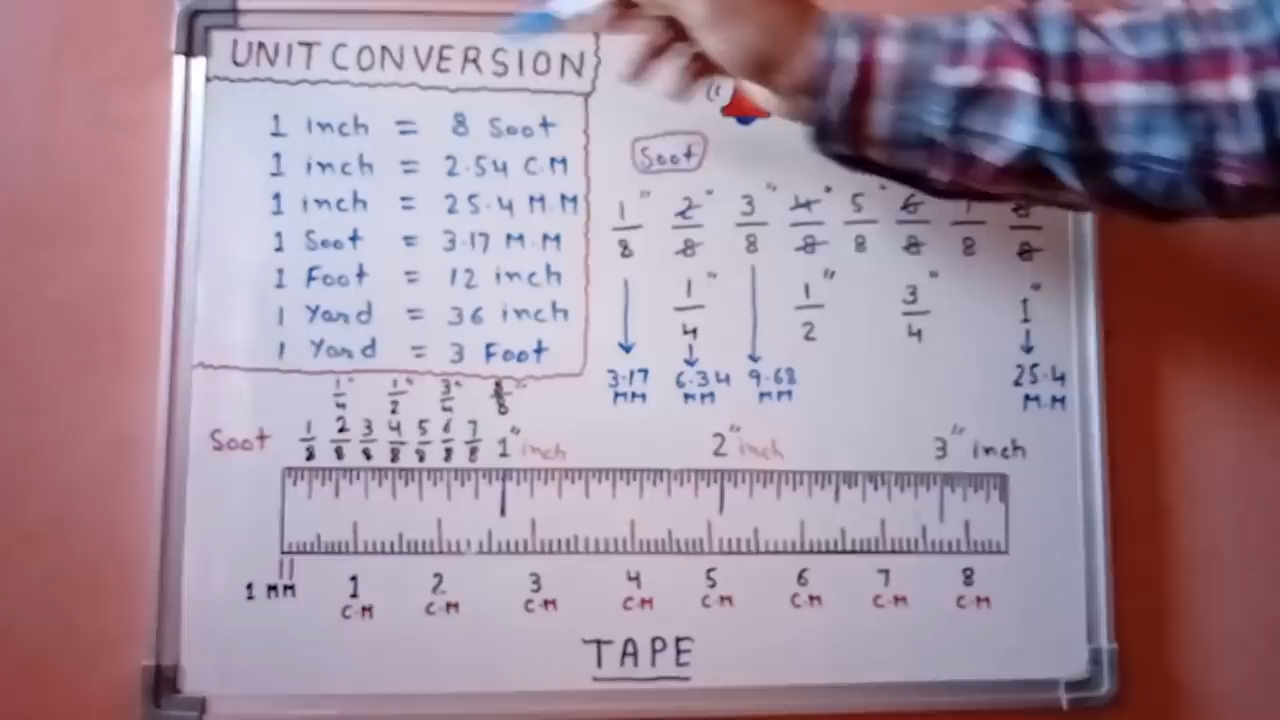 UNIT CONVERSION
1 inch = 8 Soot
1 inch = 2.54 C.M
1 inch = 25.4 M.M
1 Soot = 3.17 M.M
1 Foot = 12 inch
1 Yard = 36 inch
1 Yard = 3 Foot
Soot
1/8" 2/8" 3/8" 4/8" 5/8" 6/8" 7/8 8/8
1/4" 1/2" 3/4" 1"
3.17 MM 6.34 MM 9.68 MM 25.4 M.M
1/4" 1/2" 3/4" 8/8"
Soot 1/8 2/8 3/8 4/8 5/8 6/8 7/8 1" inch 2" inch 3" inch
1 MM 1 C.M 2 C.M 3 C.M 4 C.M 5 C.M 6 C.M 7 C.M 8 C.M
TAPE